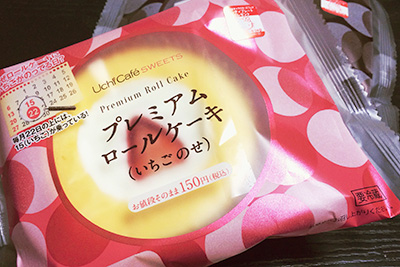 Uchi Café SWEETS
Premium Roll Cake
プレミアム
ロールケーキ
(いちごのせ)
お値段そのまま150円(税込)
15
22
毎月22日の上には、
15(いちご)が乗っている!
要冷蔵